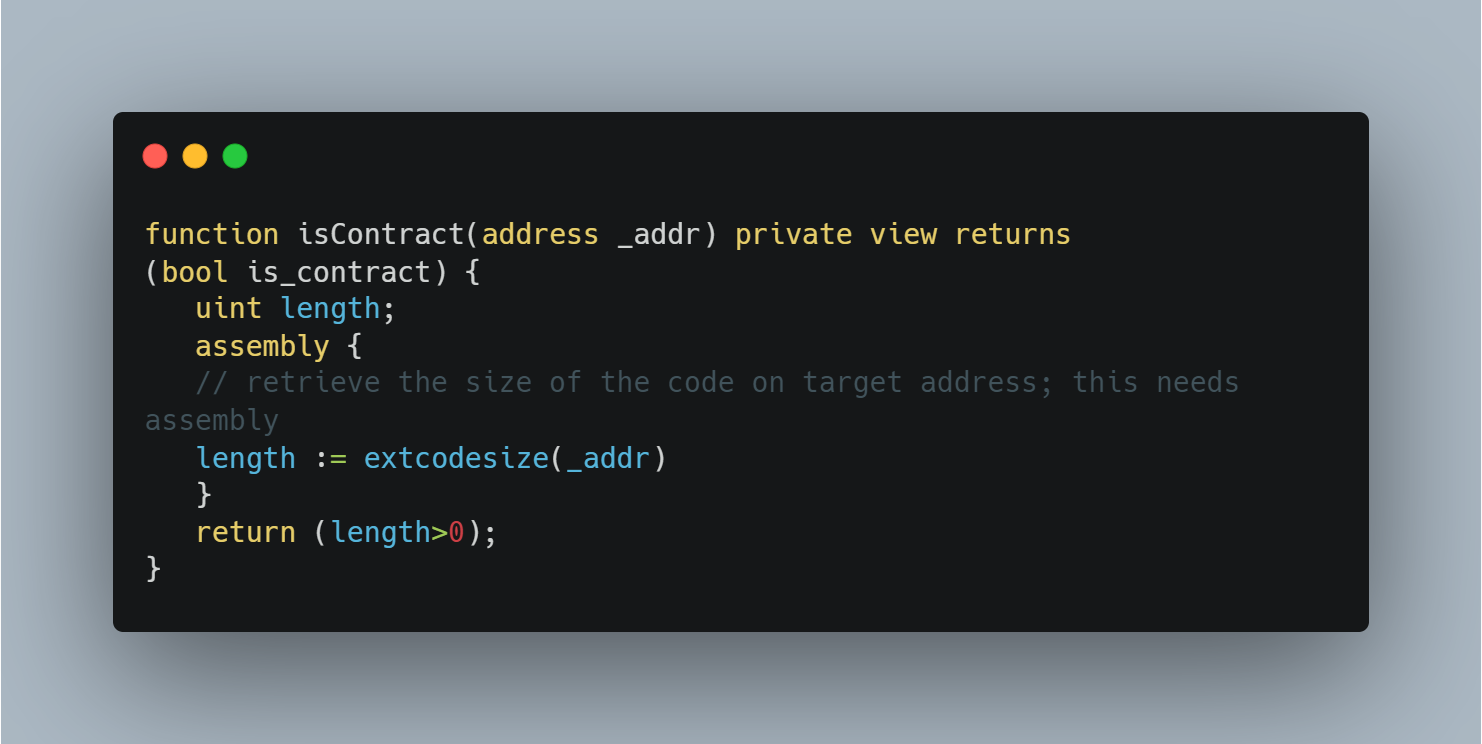 function isContract(address _addr) private view returns
(bool is_contract) {
   uint length;
   assembly {
   // retrieve the size of the code on target address; this needs
assembly
   length := extcodesize(_addr)
   }
   return (length>0);
}